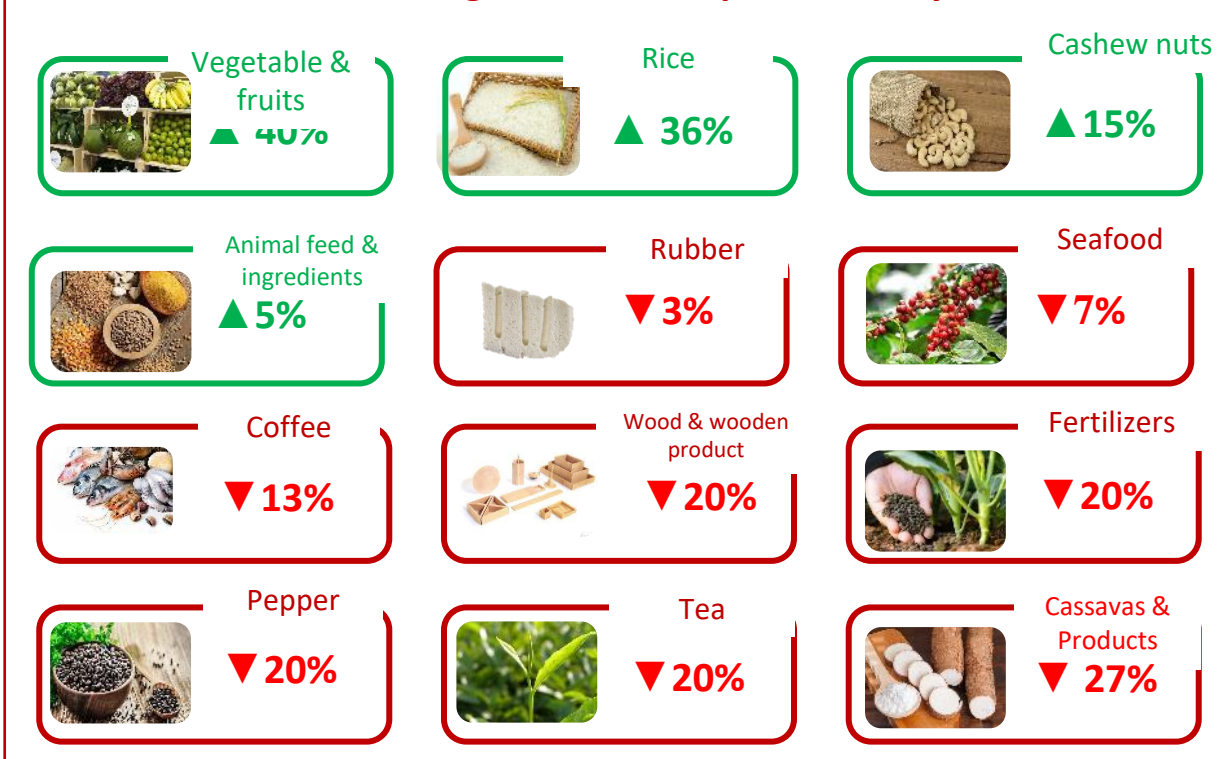 Vegetable &
fruits
▲ 40%
Rice
▲ 36%
Cashew nuts
▲ 15%
Animal feed &
ingredients
▲ 5%
Rubber
▼ 3%
Seafood
▼ 7%
Coffee
▼ 13%
Wood & wooden
product
▼ 20%
Fertilizers
▼ 20%
Pepper
▼ 20%
Tea
▼ 20%
Cassavas &
Products
▼ 27%